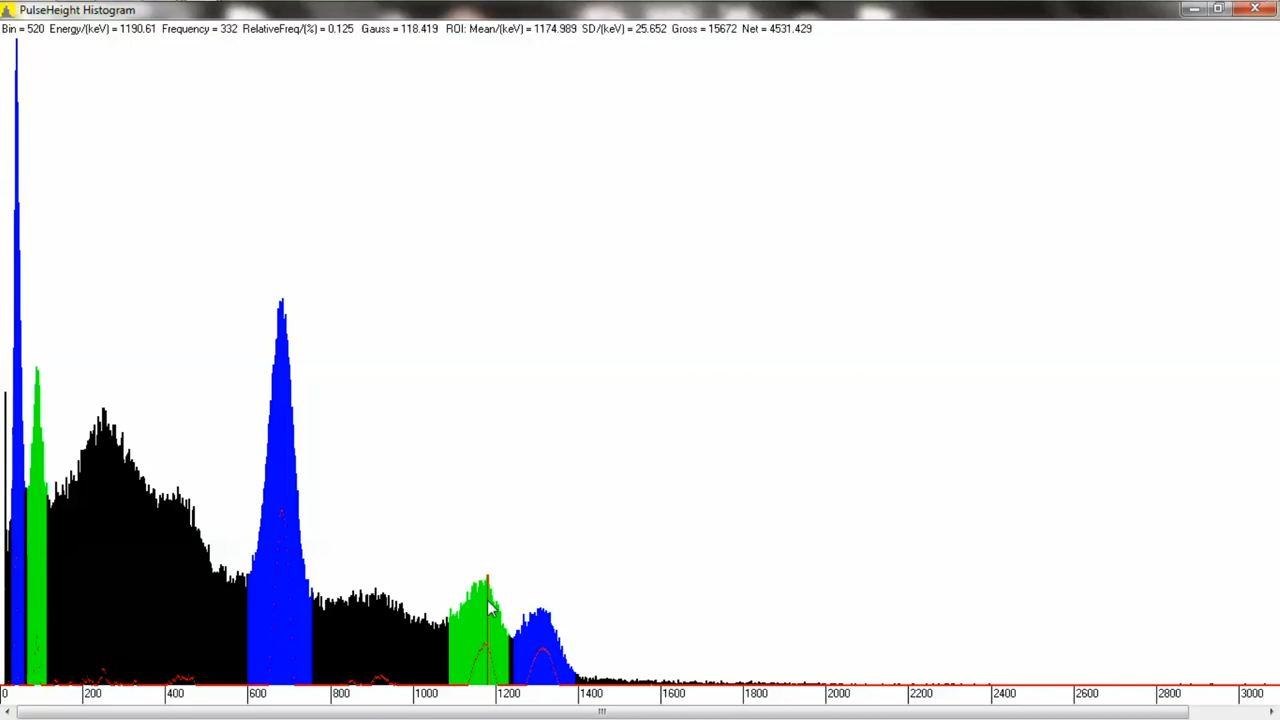 PulseHeight Histogram
Bin = 520 Energy/(keV) = 1190.61 Frequency = 332 RelativeFreq/(%) = 0.125 Gauss = 118.419 ROI: Mean/(keV) = 1174.989 SD/(keV) = 25.652 Gross = 15672 Net = 4531.429
0 200 400 600 800 1000 1200 1400 1600 1800 2000 2200 2400 2600 2800 3000